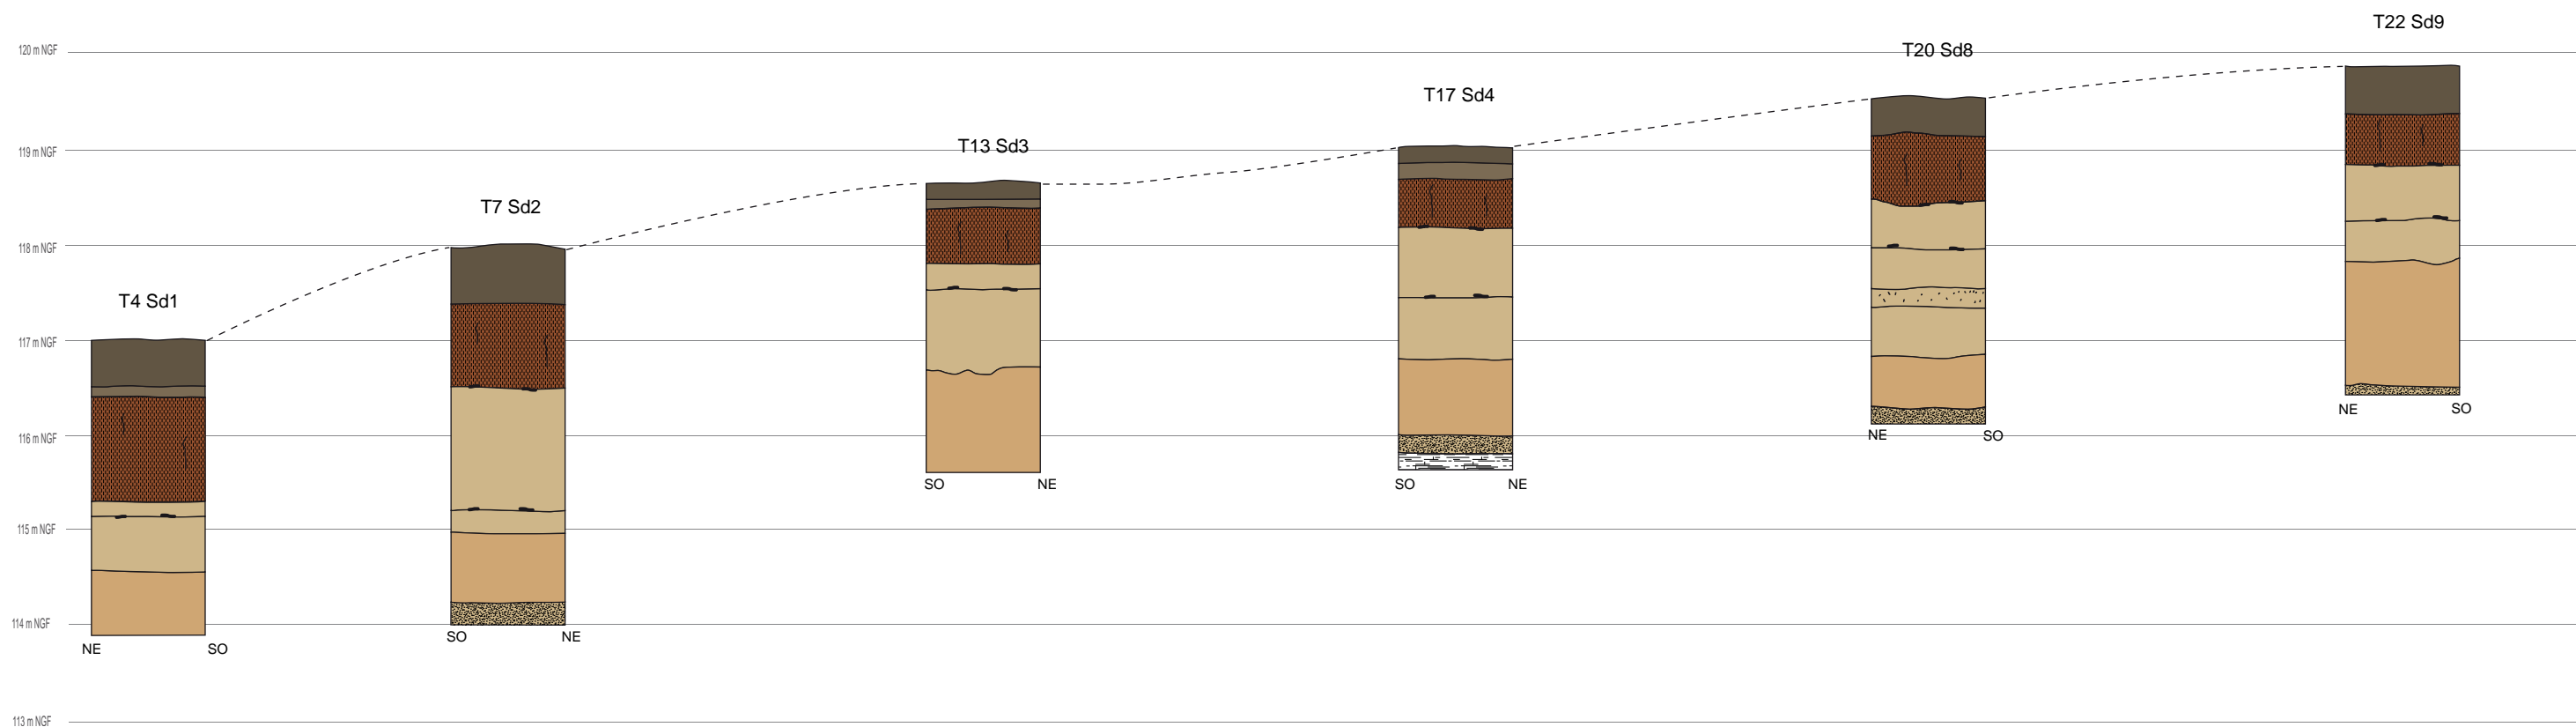 T22 Sd9
120 m NGF
T20 Sd8
T17 Sd4
119 m NGF
T13 Sd3
T7 Sd2
118 m NGF
T4 Sd1
117 m NGF
NE SO
116 m NGF
NE SO
SO NE
SO NE
115 m NGF
114 m NGF
SO NE
NE SO
113 m NGF